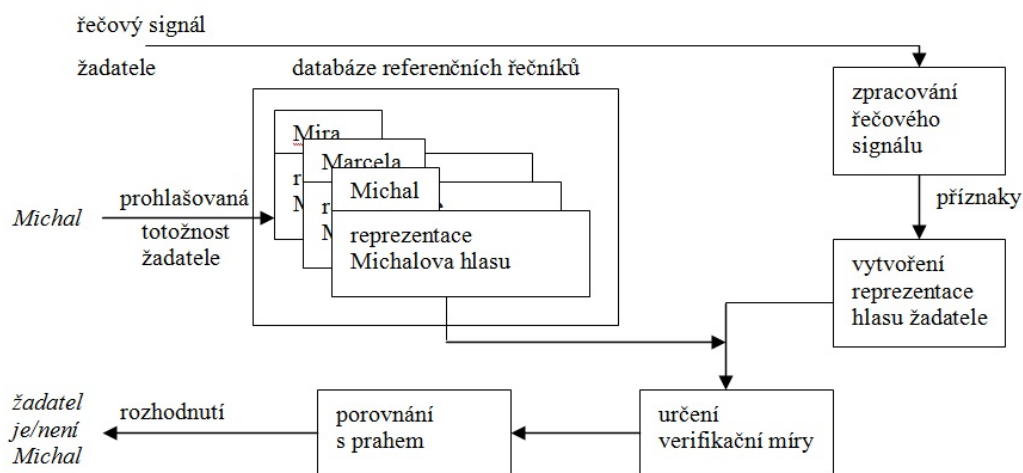 řečový signál
žadatele
databáze referenčních řečníků
zpracování
řečového
signálu
Mira
r
M
Marcela
r
M
Michal
reprezentace
Michalova hlasu
Michal
prohlašovaná
totožnost
žadatele
příznaky
vytvoření
reprezentace
hlasu žadatele
určení
verifikační míry
porovnání
s prahem
rozhodnutí
žadatel
je/není
Michal